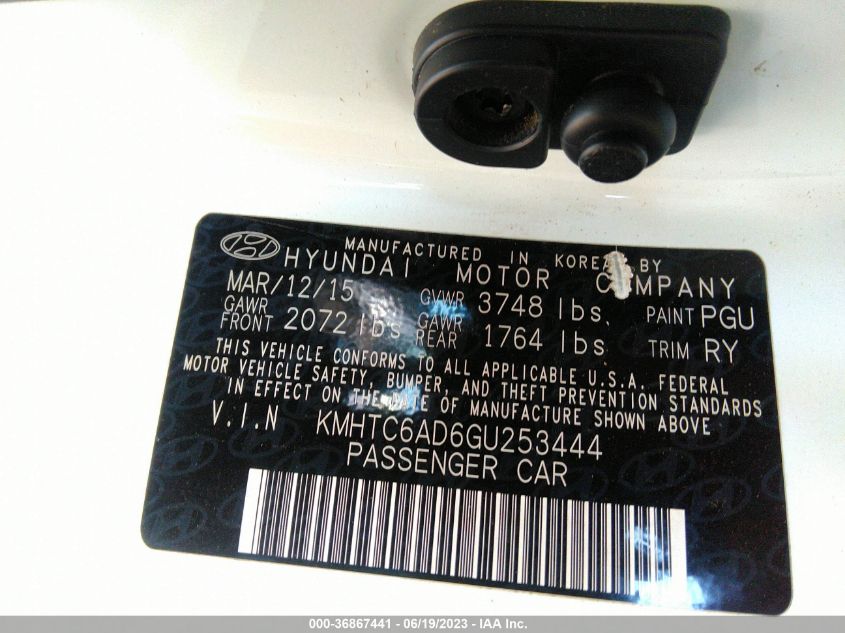 MANUFACTURED IN KOREA BY
HYUNDAI MOTOR COMPANY
MAR/12/15 GVWR 3748 lbs. PAINT PGU
GAWR FRONT 2072 lbs GAWR REAR 1764 lbs TRIM RY
THIS VEHICLE CONFORMS TO ALL APPLICABLE U.S.A. FEDERAL
MOTOR VEHICLE SAFETY, BUMPER, AND THEFT PREVENTION STANDARDS
IN EFFECT ON THE DATE OF MANUFACTURE SHOWN ABOVE
V.I.N KMHTC6AD6GU253444
PASSENGER CAR
000-36867441 - 06/19/2023 - IAA Inc.